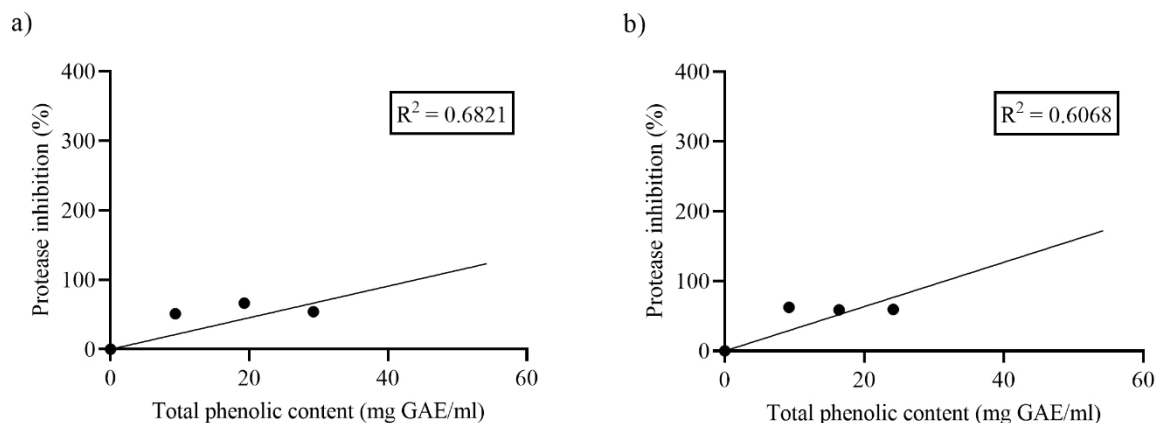 a)
400
300
200
100
0
Protease inhibition (%)
R² = 0.6821
0 20 40 60
Total phenolic content (mg GAE/ml)
b)
400
300
200
100
0
Protease inhibition (%)
R² = 0.6068
0 20 40 60
Total phenolic content (mg GAE/ml)